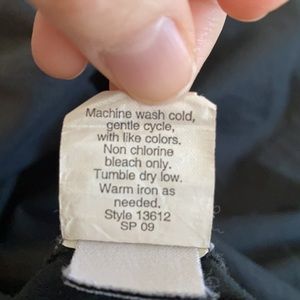 Machine wash cold,
gentle cycle,
with like colors.
Non chlorine
bleach only.
Tumble dry low.
Warm iron as
needed.
Style 13612
SP 09